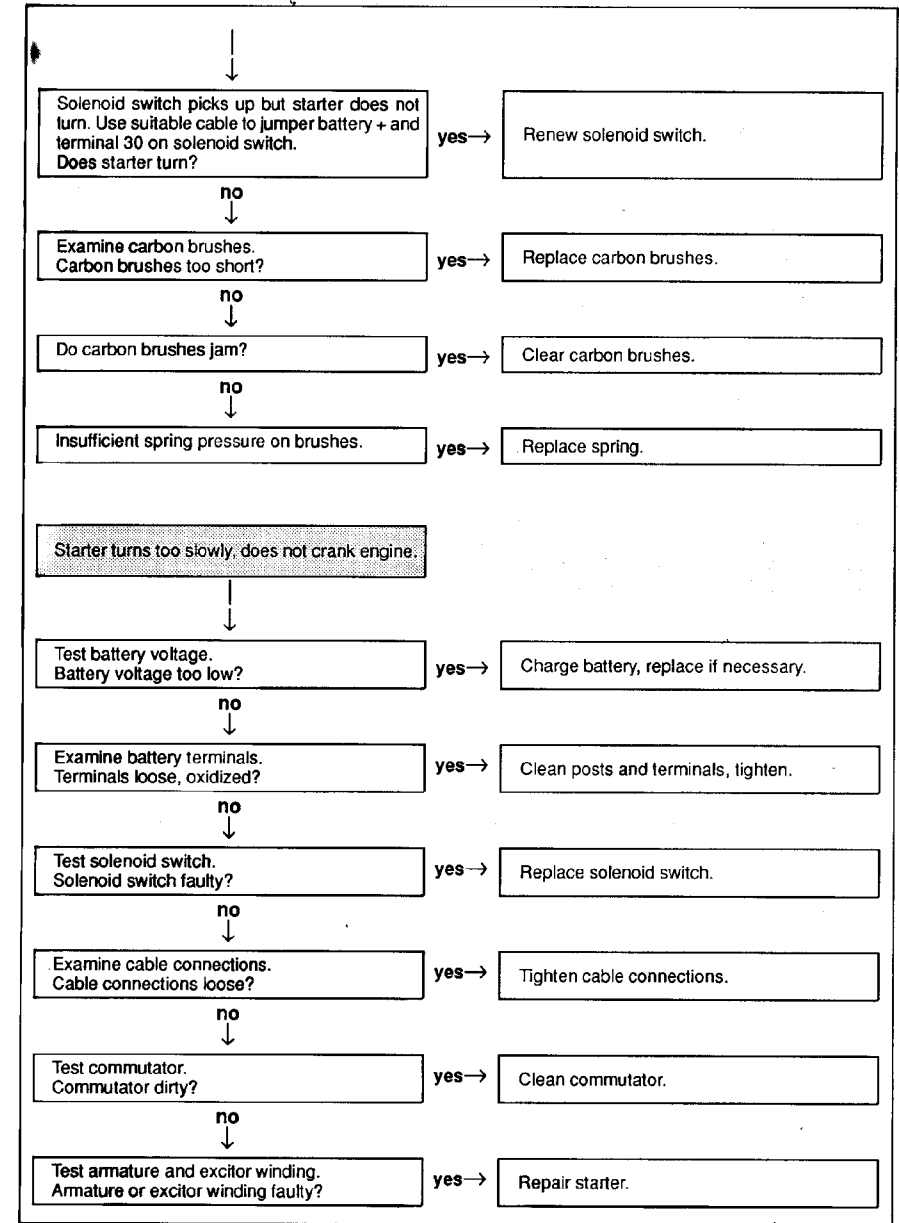 Solenoid switch picks up but starter does not
turn. Use suitable cable to jumper battery + and
terminal 30 on solenoid switch.
Does starter turn?
yes→
Renew solenoid switch.
no
Examine carbon brushes.
Carbon brushes too short?
yes→
Replace carbon brushes.
no
Do carbon brushes jam?
yes→
Clear carbon brushes.
no
Insufficient spring pressure on brushes.
yes→
Replace spring.
Starter turns too slowly, does not crank engine.
Test battery voltage.
Battery voltage too low?
yes→
Charge battery, replace if necessary.
no
Examine battery terminals.
Terminals loose, oxidized?
yes→
Clean posts and terminals, tighten.
no
Test solenoid switch.
Solenoid switch faulty?
yes→
Replace solenoid switch.
no
Examine cable connections.
Cable connections loose?
yes→
Tighten cable connections.
no
Test commutator.
Commutator dirty?
yes→
Clean commutator.
no
Test armature and excitor winding.
Armature or excitor winding faulty?
yes→
Repair starter.